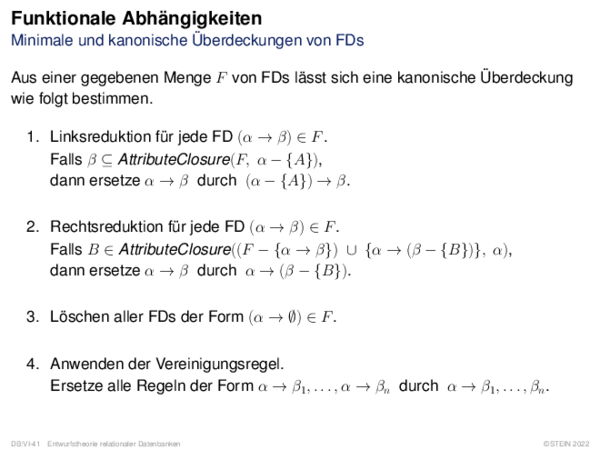 Funktionale Abhängigkeiten
Minimale und kanonische Überdeckungen von FDs
Aus einer gegebenen Menge F von FDs lässt sich eine kanonische Überdeckung
wie folgt bestimmen.
1. Linksreduktion für jede FD (α → β) ∈ F.
Falls β ⊆ AttributeClosure(F, α − {A}),
dann ersetze α → β durch (α − {A}) → β.
2. Rechtsreduktion für jede FD (α → β) ∈ F.
Falls B ∈ AttributeClosure((F − {α → β}) ∪ {α → (β − {B})}, α),
dann ersetze α → β durch α → (β − {B}).
3. Löschen aller FDs der Form (α → ∅) ∈ F.
4. Anwenden der Vereinigungsregel.
Ersetze alle Regeln der Form α → β₁, . . . , α → βₙ durch α → β₁, . . . , βₙ.
DB:VI-41 Entwurfstheorie relationaler Datenbanken ©STEIN 2022